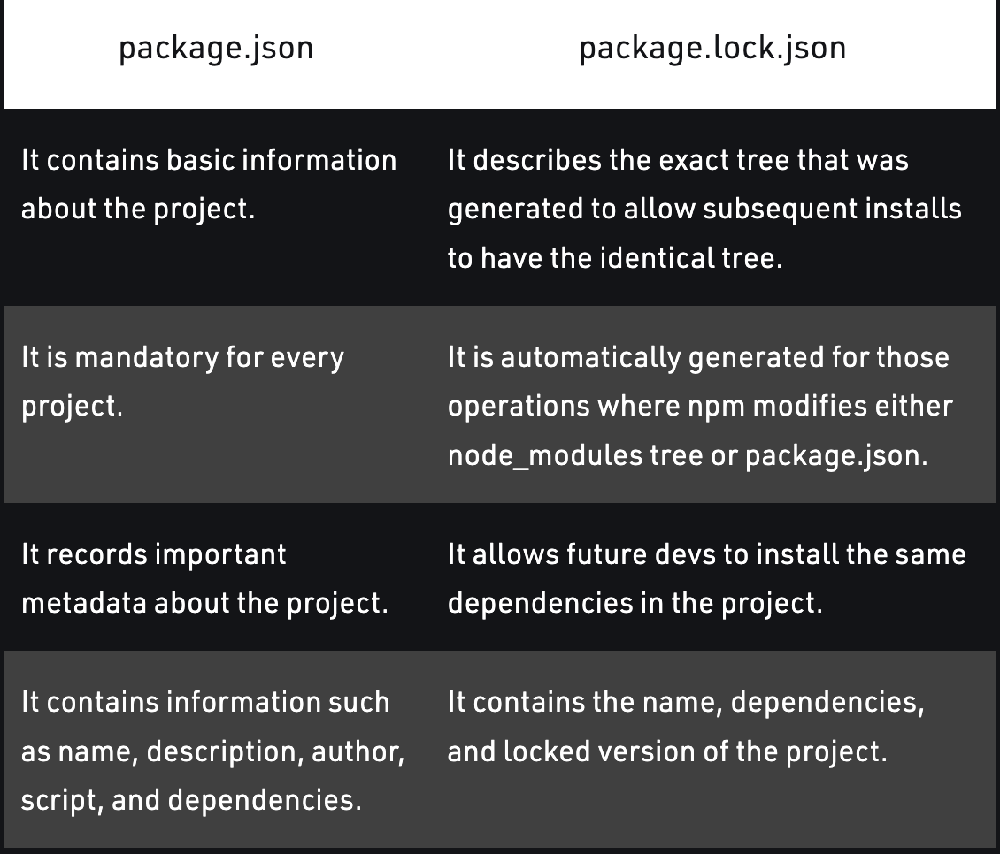 package.json
package.lock.json
It contains basic information
about the project.
It describes the exact tree that was
generated to allow subsequent installs
to have the identical tree.
It is mandatory for every
project.
It is automatically generated for those
operations where npm modifies either
node_modules tree or package.json.
It records important
metadata about the project.
It allows future devs to install the same
dependencies in the project.
It contains information such
as name, description, author,
script, and dependencies.
It contains the name, dependencies,
and locked version of the project.